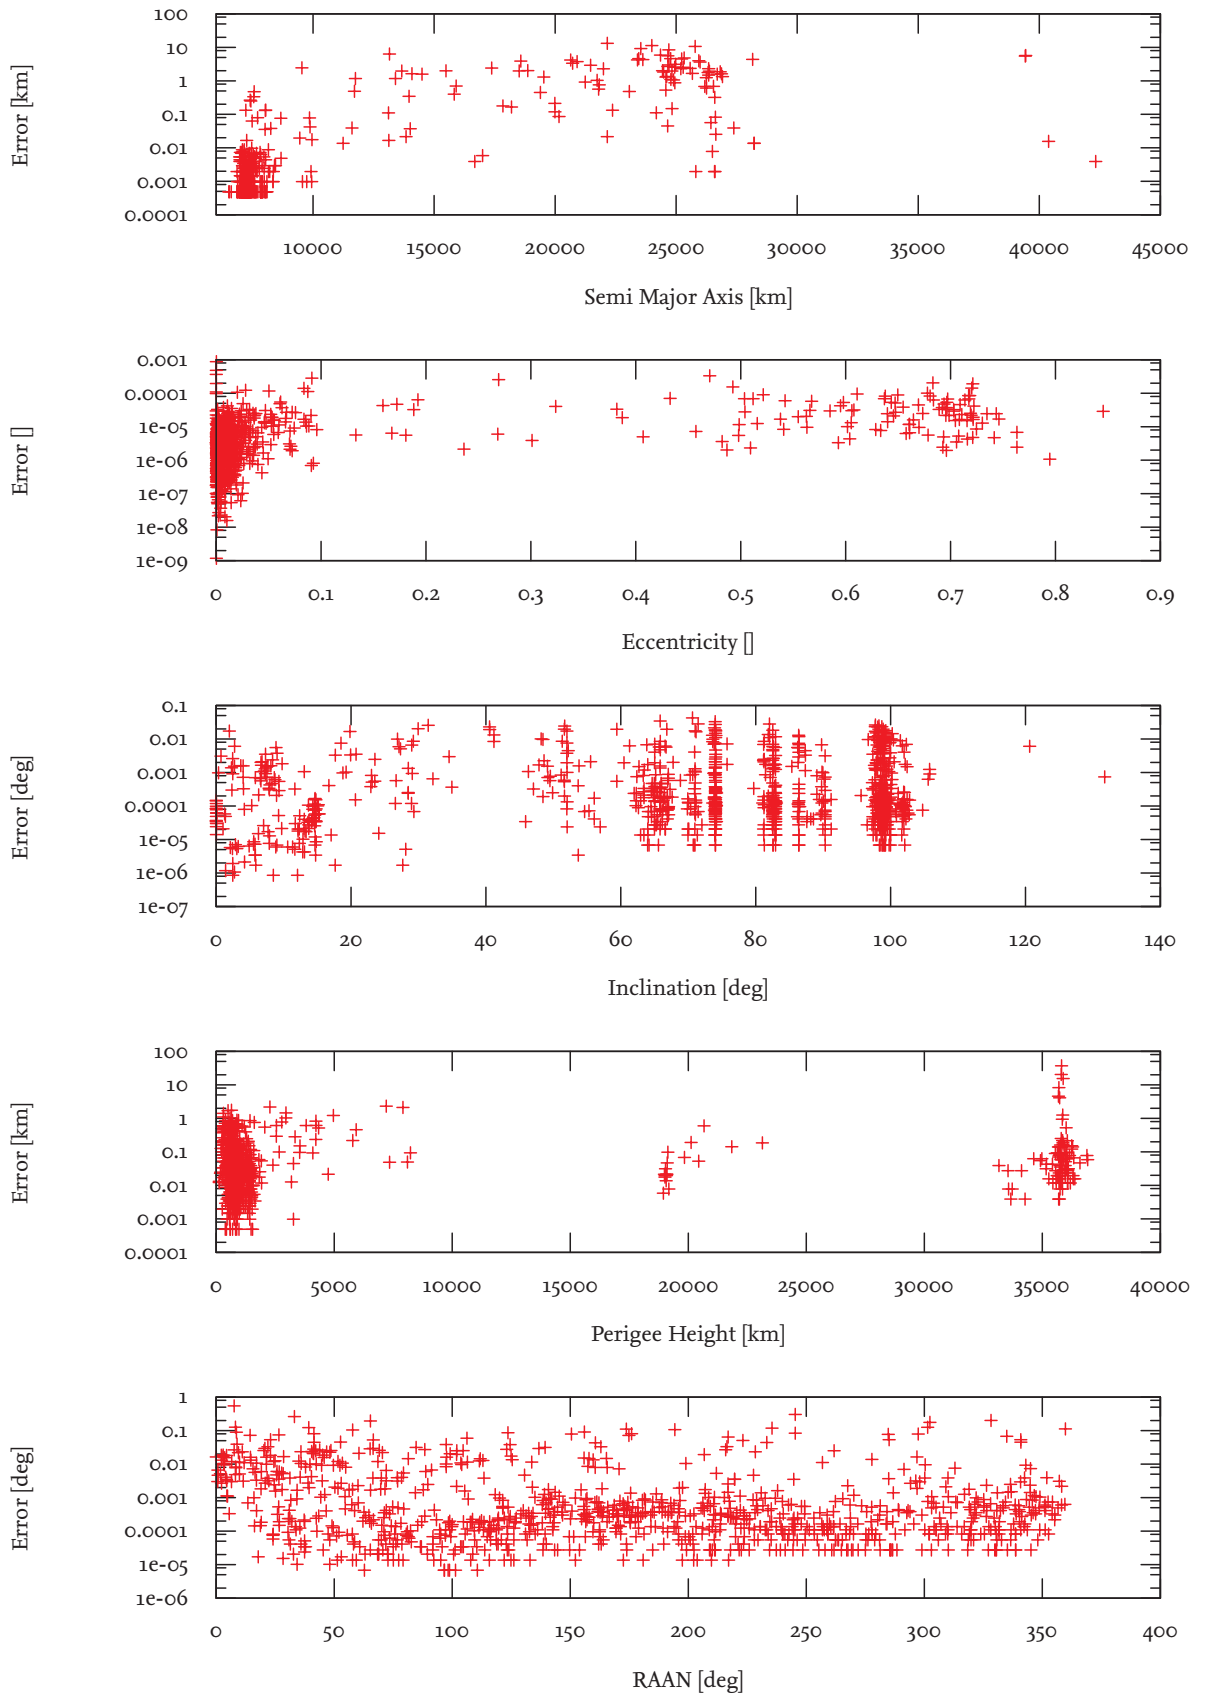 Error [km]
100
10
1
0.1
0.01
0.001
0.0001
10000 15000 20000 25000 30000 35000 40000 45000
Semi Major Axis [km]
Error []
0.001
0.0001
1e-05
1e-06
1e-07
1e-08
1e-09
0 0.1 0.2 0.3 0.4 0.5 0.6 0.7 0.8 0.9
Eccentricity []
Error [deg]
0.1
0.01
0.001
0.0001
1e-05
1e-06
1e-07
0 20 40 60 80 100 120 140
Inclination [deg]
Error [km]
100
10
1
0.1
0.01
0.001
0.0001
0 5000 10000 15000 20000 25000 30000 35000 40000
Perigee Height [km]
Error [deg]
1
0.1
0.01
0.001
0.0001
1e-05
1e-06
0 50 100 150 200 250 300 350 400
RAAN [deg]